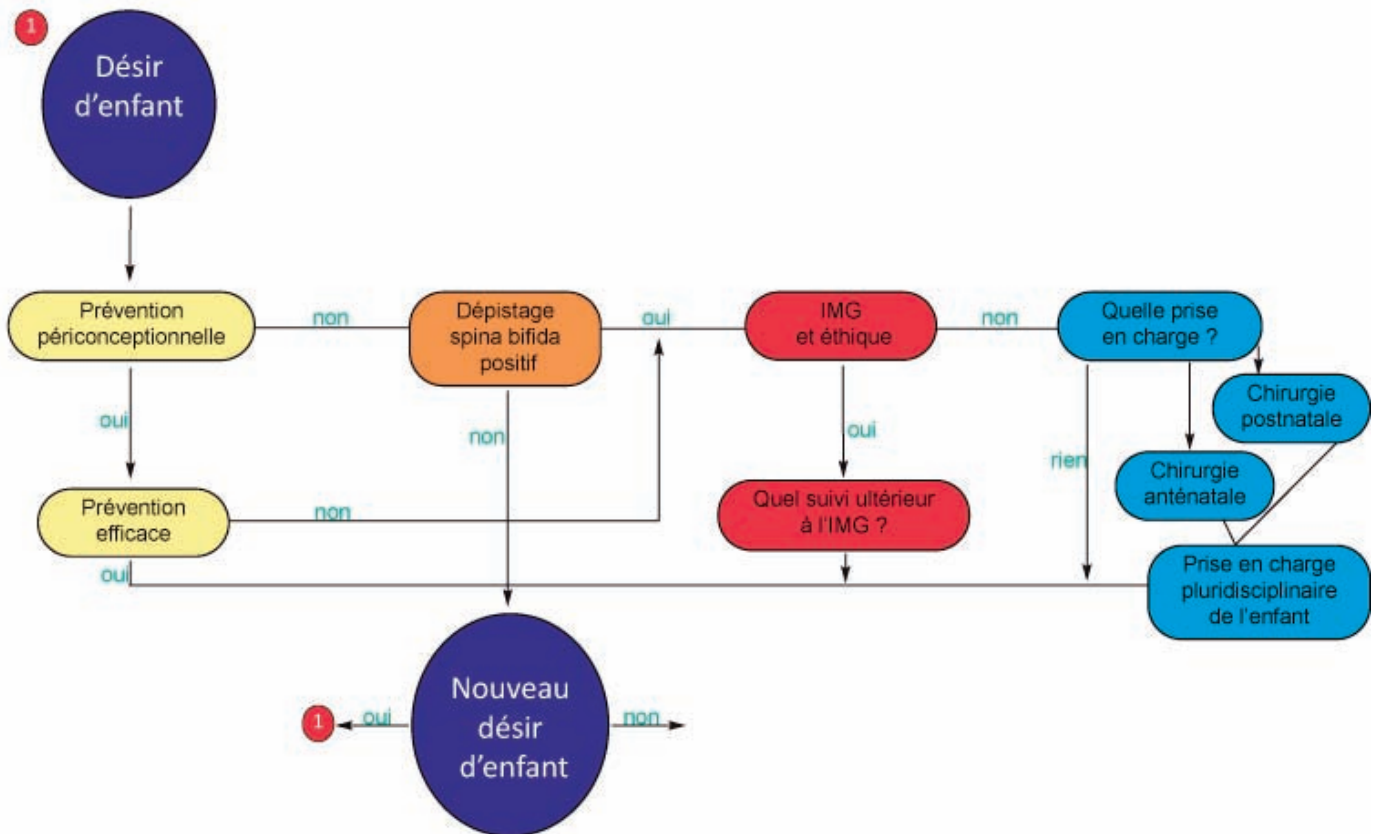 1
Désir
d'enfant
Prévention
périconceptionnelle
non
Dépistage
spina bifida
positif
oui
IMG
et éthique
non
Quelle prise
en charge ?
Chirurgie
postnatale
oui
non
oui
rien
Chirurgie
anténatale
Prévention
efficace
non
Quel suivi ultérieur
à l'IMG ?
oui
Prise en charge
pluridisciplinaire
de l'enfant
Nouveau
désir
d'enfant
1
oui
non